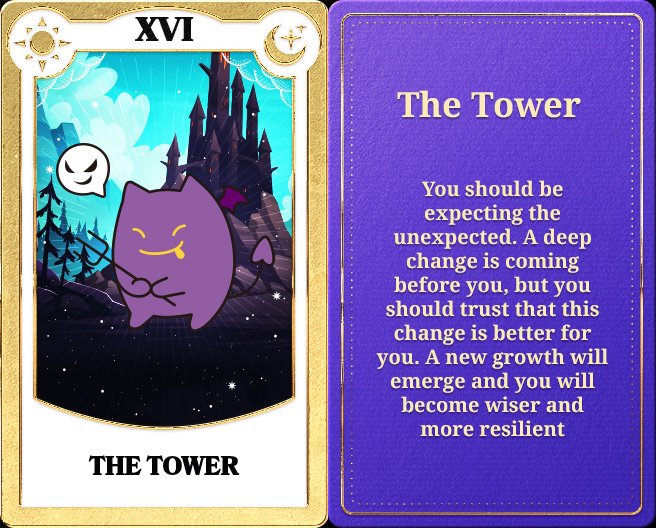 XVI
THE TOWER
The Tower
You should be
expecting the
unexpected. A deep
change is coming
before you, but you
should trust that this
change is better for
you. A new growth will
emerge and you will
become wiser and
more resilient